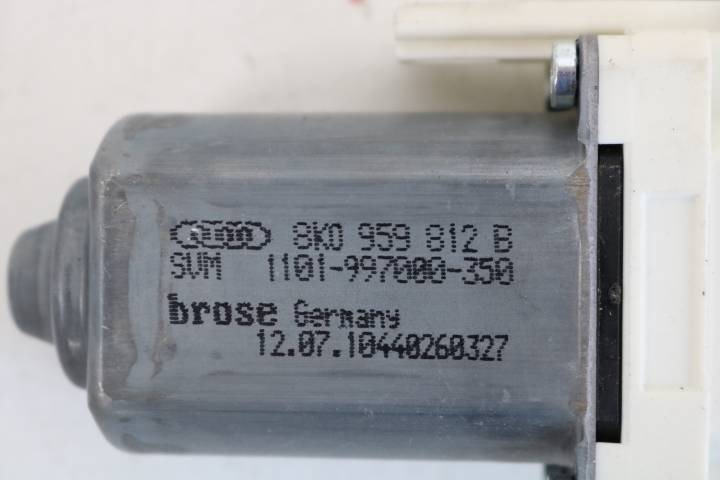 8K0 959 812 B
SVM 1101-997000-350
brose Germany
12.07.10440260327